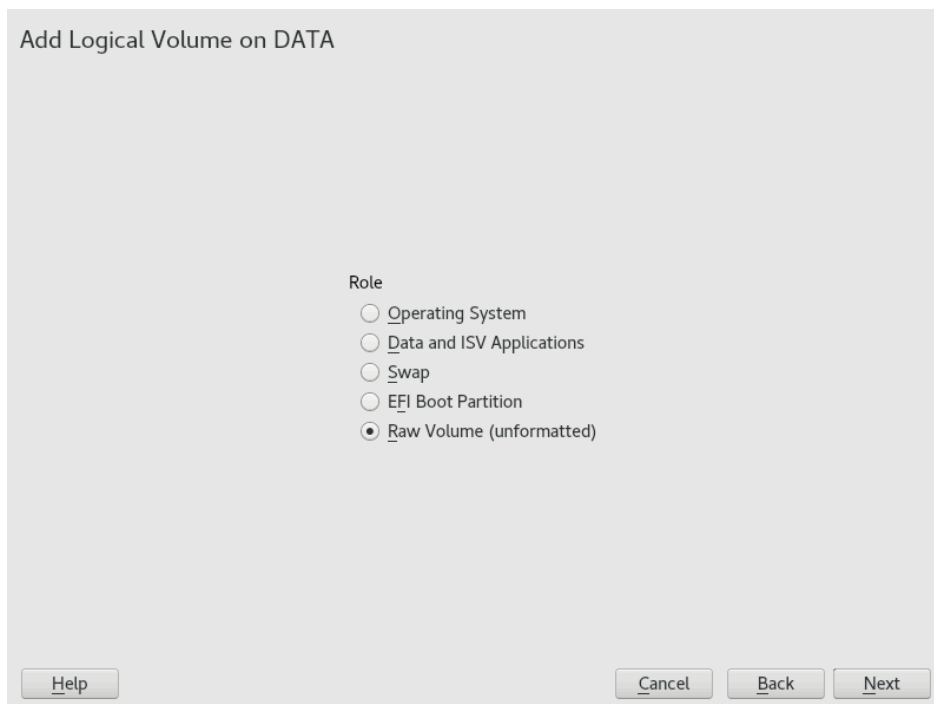 Add Logical Volume on DATA
Role
Operating System
Data and ISV Applications
Swap
EFI Boot Partition
Raw Volume (unformatted)
Help
Cancel
Back
Next